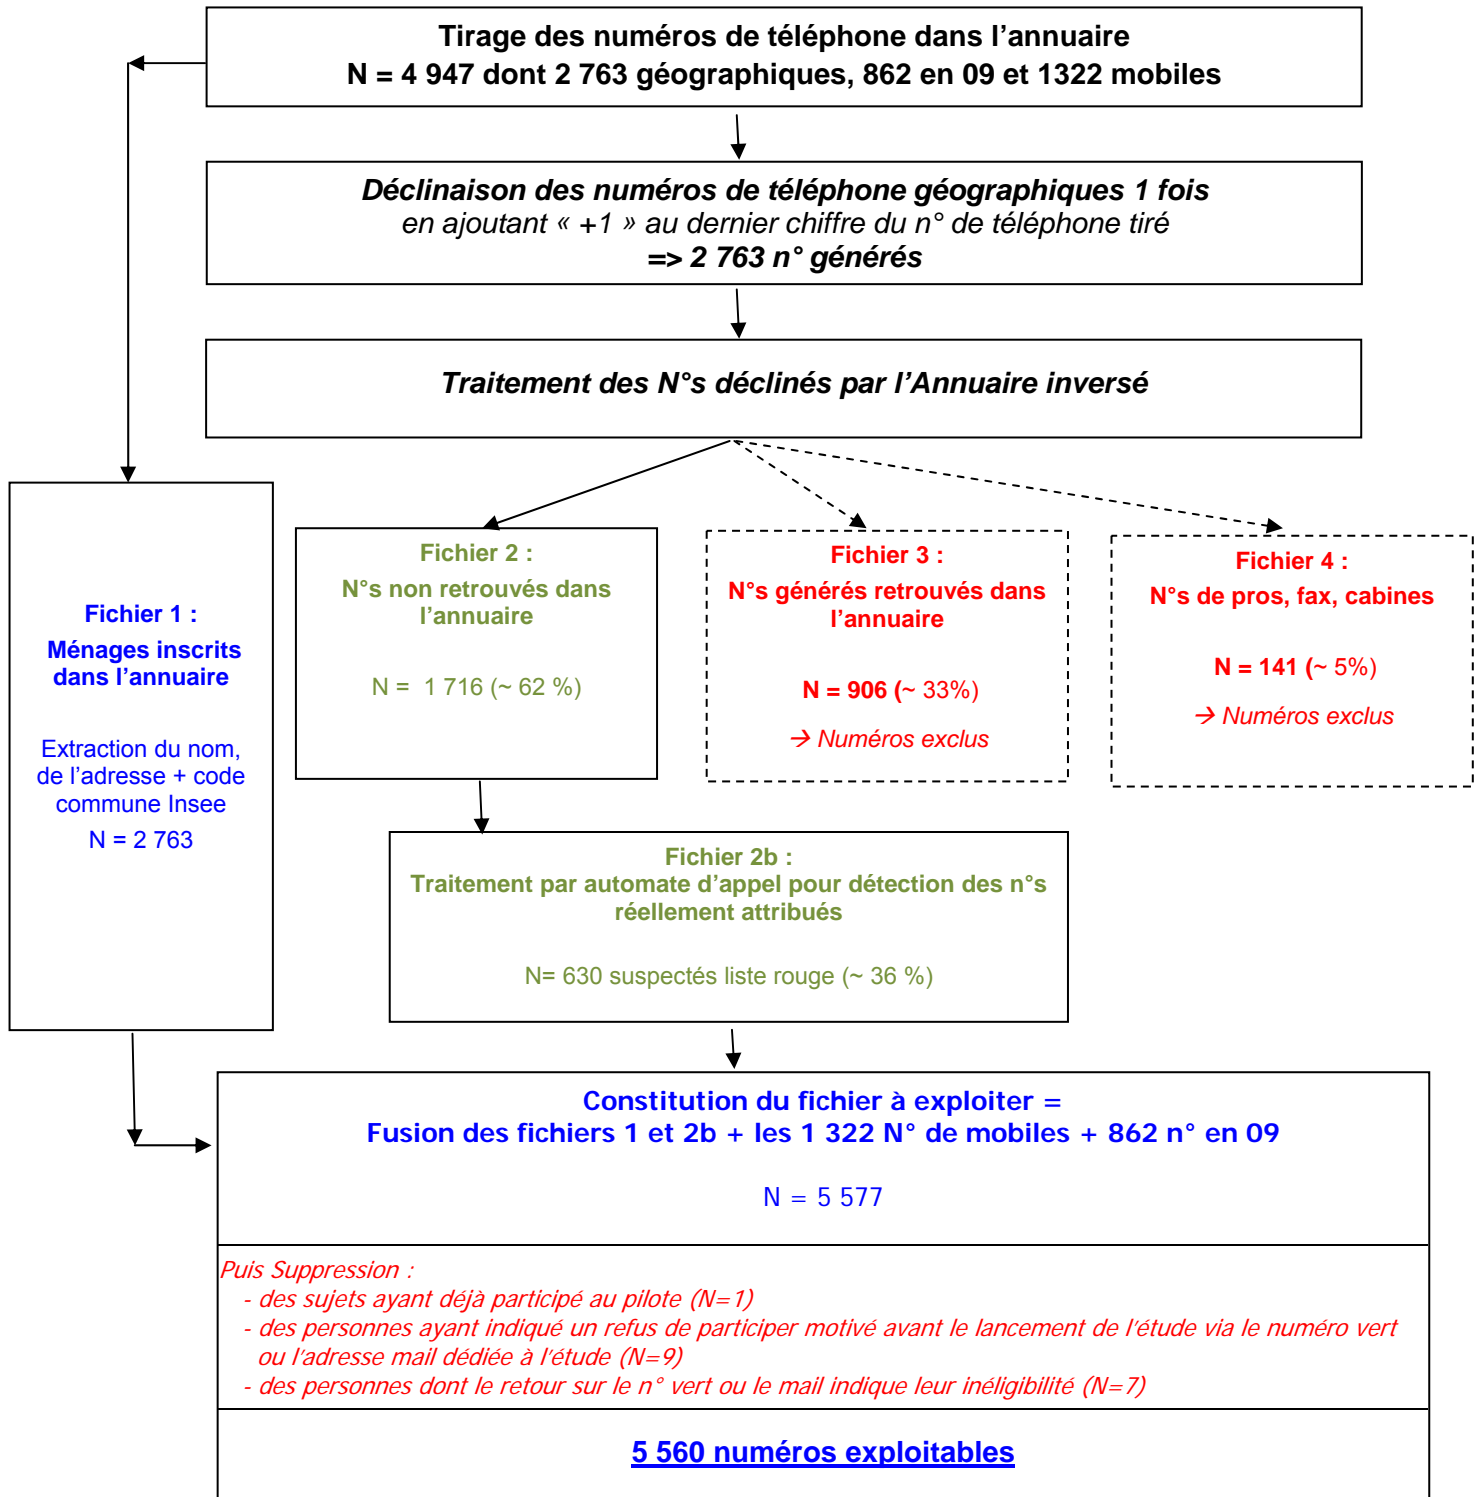 Tirage des numéros de téléphone dans l’annuaire
N = 4 947 dont 2 763 géographiques, 862 en 09 et 1322 mobiles
Déclinaison des numéros de téléphone géographiques 1 fois
en ajoutant « +1 » au dernier chiffre du n° de téléphone tiré
=> 2 763 n° générés
Traitement des N°s déclinés par l’Annuaire inversé
Fichier 1 :
Ménages inscrits
dans l’annuaire
Extraction du nom,
de l’adresse + code
commune Insee
N = 2 763
Fichier 2 :
N°s non retrouvés dans
l’annuaire
N = 1 716 (~ 62 %)
Fichier 3 :
N°s générés retrouvés dans
l’annuaire
N = 906 (~ 33%)
→ Numéros exclus
Fichier 4 :
N°s de pros, fax, cabines
N = 141 (~ 5%)
→ Numéros exclus
Fichier 2b :
Traitement par automate d’appel pour détection des n°s
réellement attribués
N= 630 suspectés liste rouge (~ 36 %)
Constitution du fichier à exploiter =
Fusion des fichiers 1 et 2b + les 1 322 N° de mobiles + 862 n° en 09
N = 5 577
Puis Suppression :
- des sujets ayant déjà participé au pilote (N=1)
- des personnes ayant indiqué un refus de participer motivé avant le lancement de l’étude via le numéro vert
ou l’adresse mail dédiée à l’étude (N=9)
- des personnes dont le retour sur le n° vert ou le mail indique leur inéligibilité (N=7)
5 560 numéros exploitables